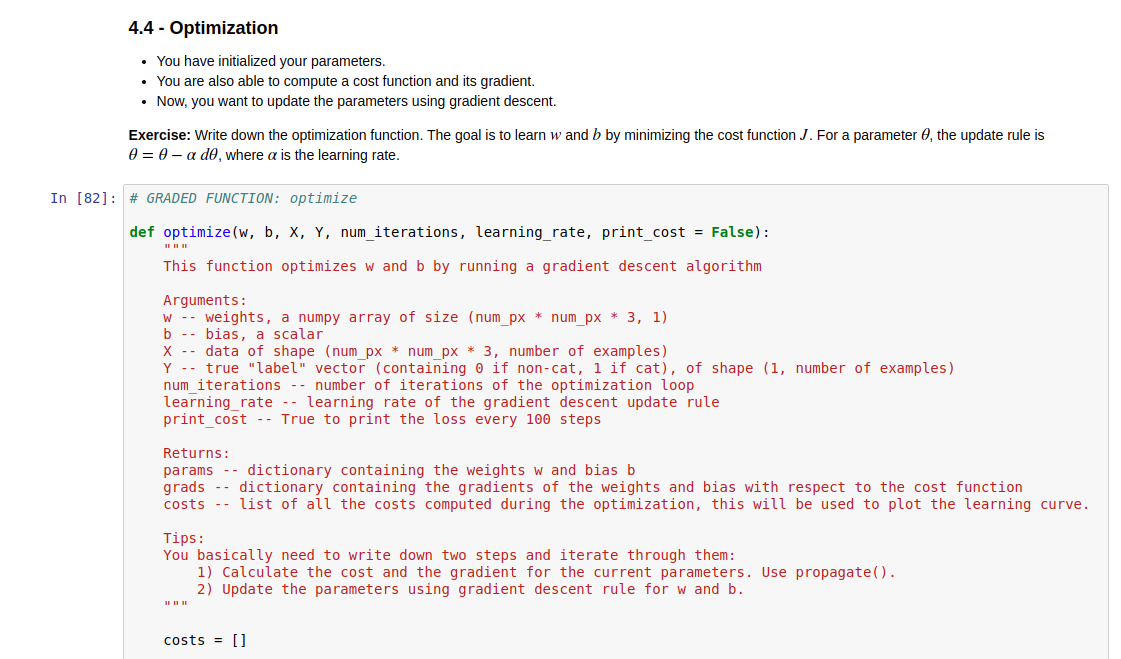 4.4 - Optimization
• You have initialized your parameters.
• You are also able to compute a cost function and its gradient.
• Now, you want to update the parameters using gradient descent.
Exercise: Write down the optimization function. The goal is to learn w and b by minimizing the cost function J. For a parameter θ, the update rule is
θ = θ − α dθ, where α is the learning rate.
In [82]: # GRADED FUNCTION: optimize
def optimize(w, b, X, Y, num_iterations, learning_rate, print_cost = False):
"""
This function optimizes w and b by running a gradient descent algorithm
Arguments:
w -- weights, a numpy array of size (num_px * num_px * 3, 1)
b -- bias, a scalar
X -- data of shape (num_px * num_px * 3, number of examples)
Y -- true "label" vector (containing 0 if non-cat, 1 if cat), of shape (1, number of examples)
num_iterations -- number of iterations of the optimization loop
learning_rate -- learning rate of the gradient descent update rule
print_cost -- True to print the loss every 100 steps
Returns:
params -- dictionary containing the weights w and bias b
grads -- dictionary containing the gradients of the weights and bias with respect to the cost function
costs -- list of all the costs computed during the optimization, this will be used to plot the learning curve.
Tips:
You basically need to write down two steps and iterate through them:
1) Calculate the cost and the gradient for the current parameters. Use propagate().
2) Update the parameters using gradient descent rule for w and b.
"""
costs = []